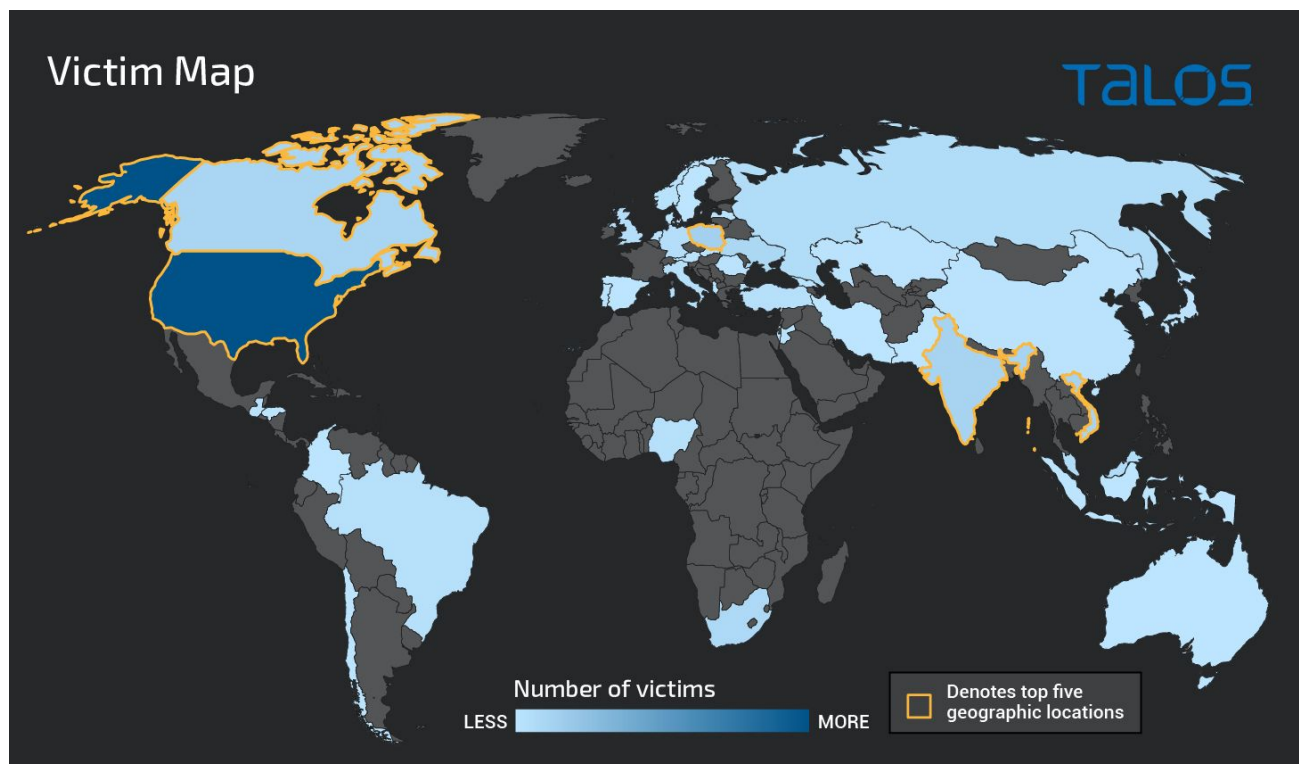 Victim Map
TaLOS
Number of victims
LESS
MORE
Denotes top five
geographic locations